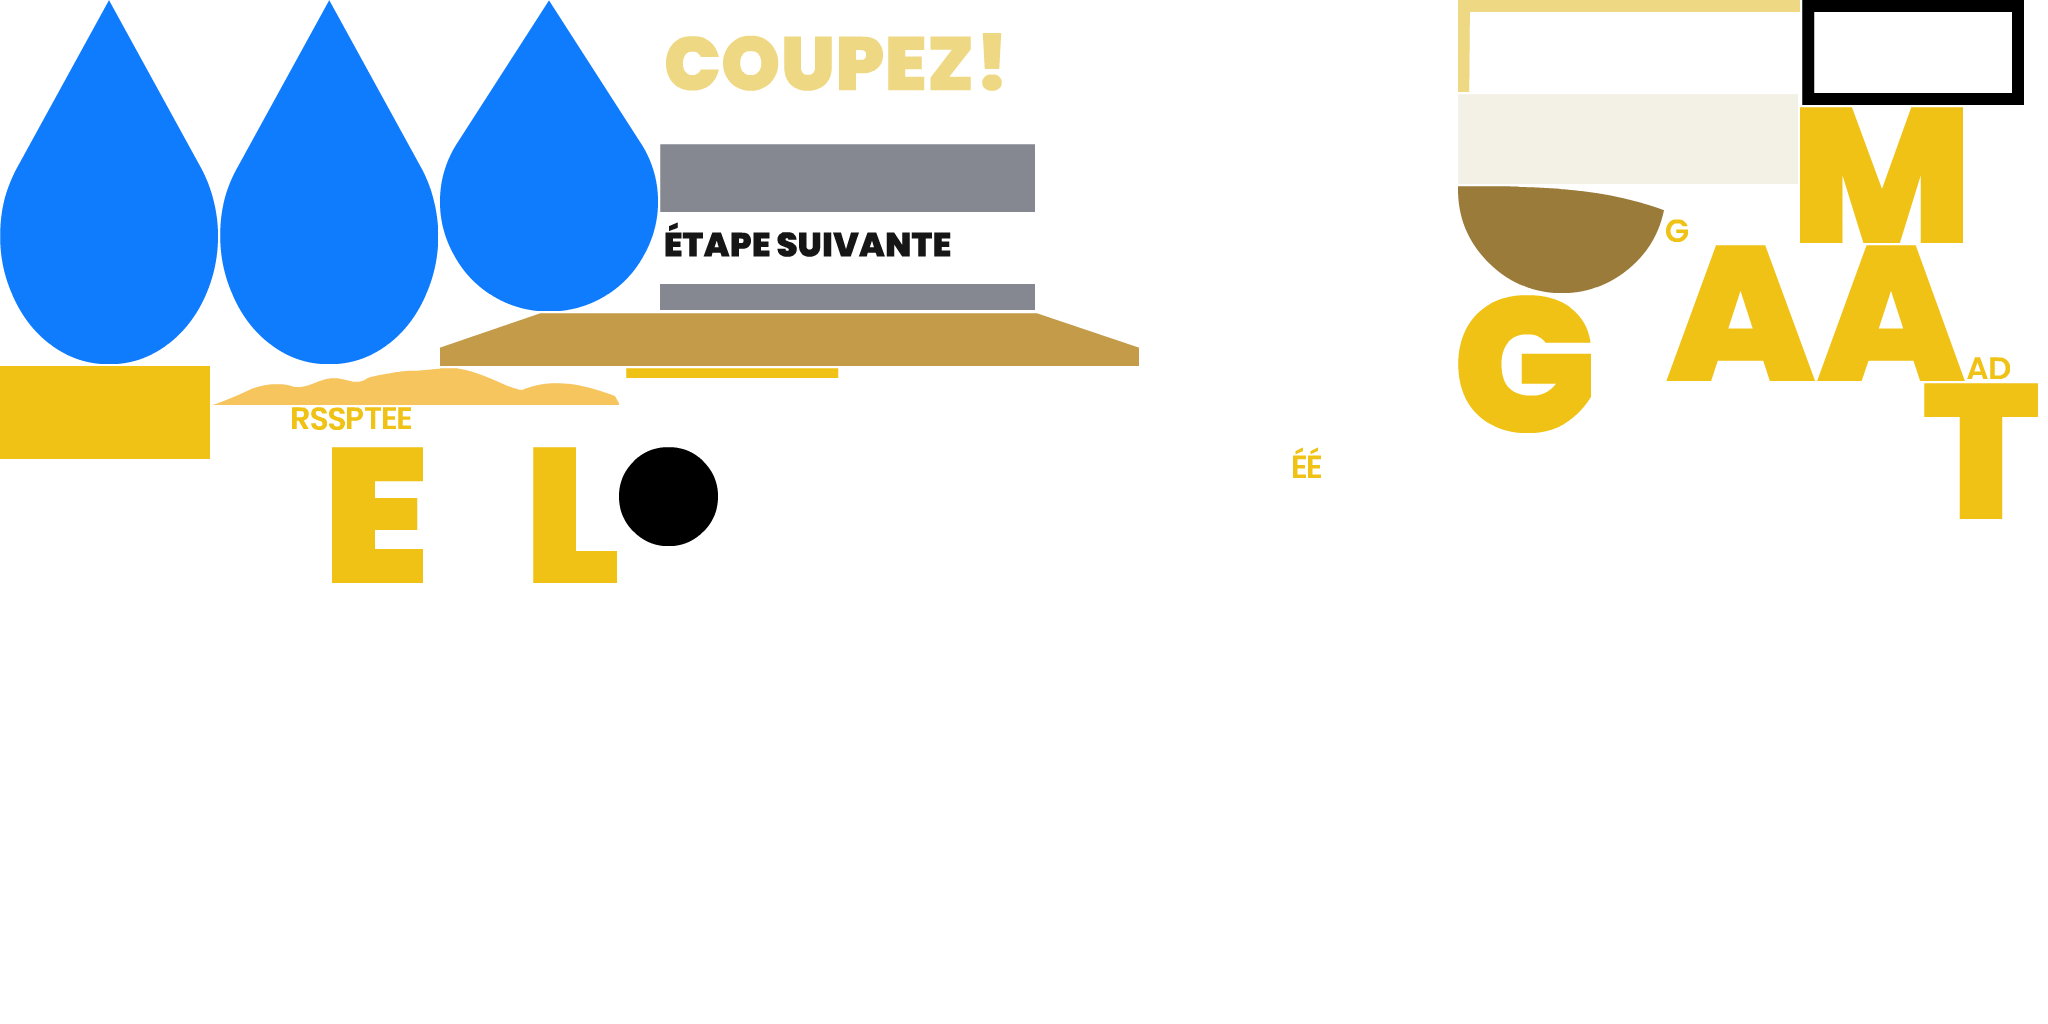 COUPEZ!
ÉTAPE SUIVANTE
M
G
AA
G
AD
RSSPTEE
T
E L
ÉÉ